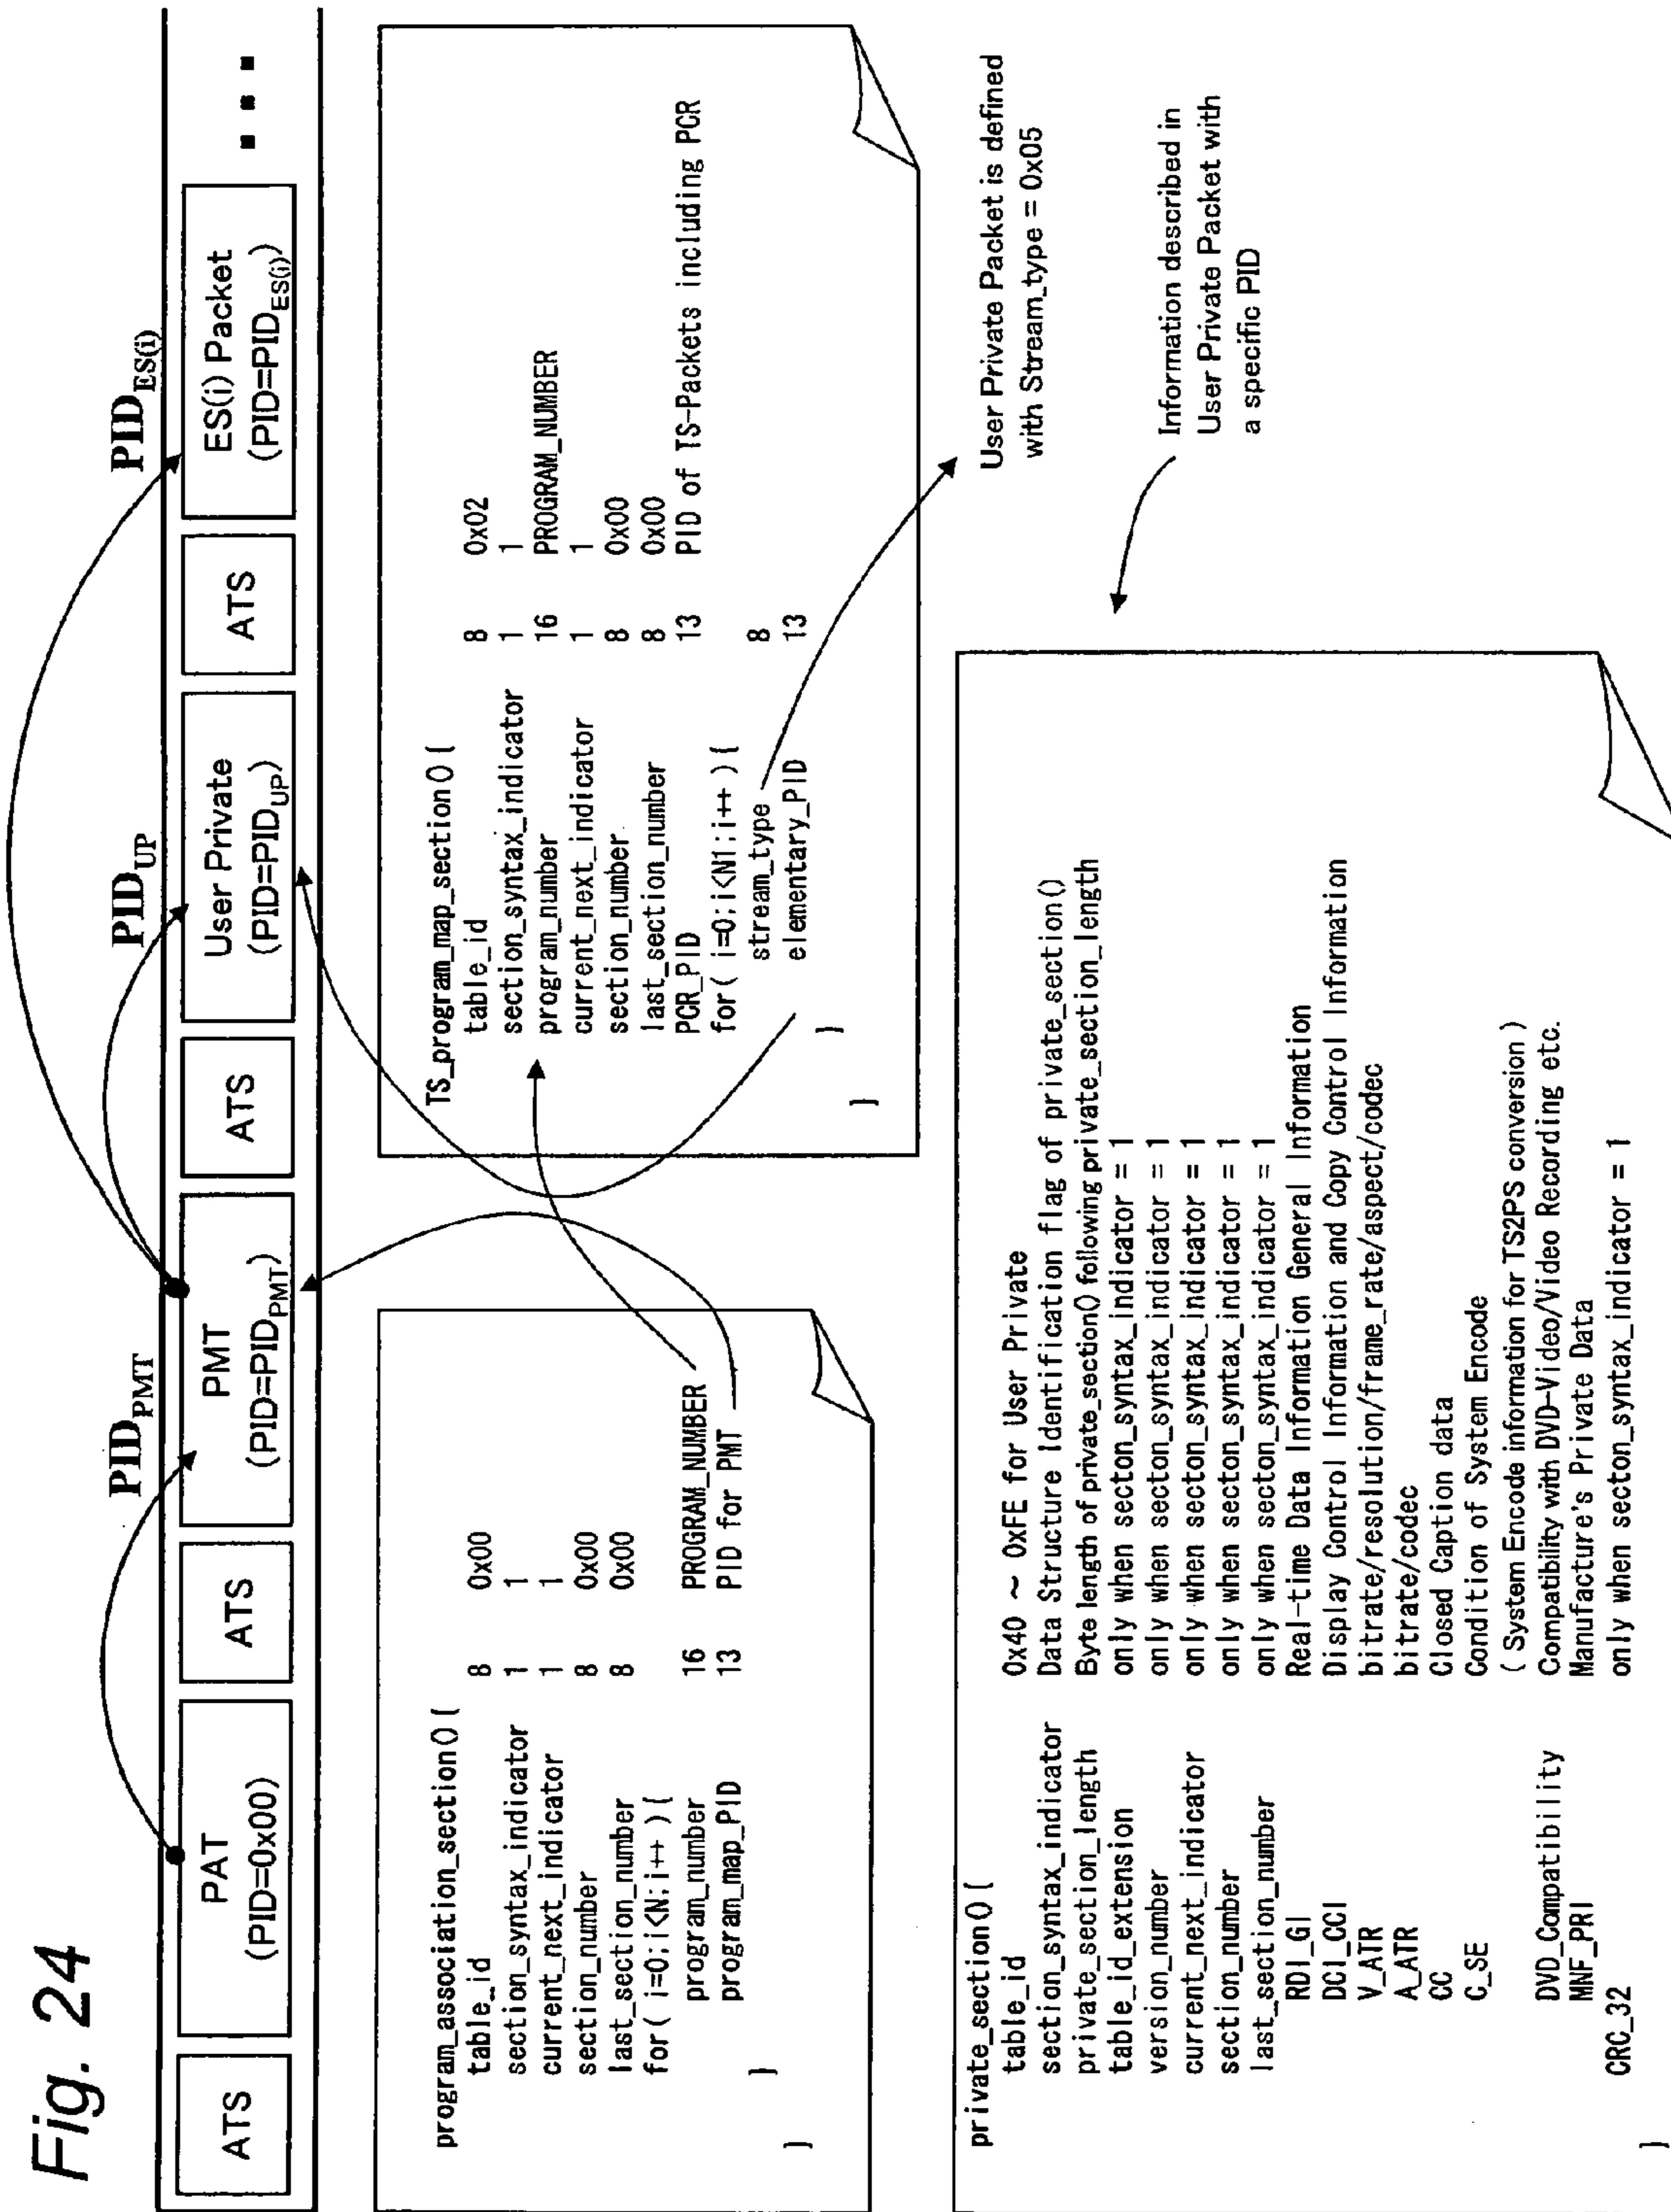 Fig. 24
PID_PMT
PID_UP
PID_ES(i)
ATS
PAT
(PID=0x00)
ATS
PMT
(PID=PID_PMT)
ATS
User Private
(PID=PID_UP)
ATS
ES(i) Packet
(PID=PID_ES(i))
program_association_section() {
table_id 8 0x00
section_syntax_indicator 1 1
current_next_indicator 1 1
section_number 8 0x00
last_section_number 8 0x00
for( i=0;i<N;i++ ) {
program_number 16 PROGRAM_NUMBER
program_map_PID 13 PID for PMT
}
TS_program_map_section() {
table_id 8 0x02
section_syntax_indicator 1 1
program_number 16 PROGRAM_NUMBER
current_next_indicator 1 1
section_number 8 0x00
last_section_number 8 0x00
PCR_PID 13 PID of TS-Packets including PCR
for( i=0;i<N1;i++ ) {
stream_type 8
elementary_PID 13
}
User Private Packet is defined
with Stream_type = 0x05
Information described in
User Private Packet with
a specific PID
private_section() {
table_id 0x40 ~ 0xFE for User Private
section_syntax_indicator Data Structure Identification flag of private_section()
private_section_length Byte length of private_section() following private_section_length
table_id_extension only when secton_syntax_indicator = 1
version_number only when secton_syntax_indicator = 1
current_next_indicator only when secton_syntax_indicator = 1
section_number only when secton_syntax_indicator = 1
last_section_number only when secton_syntax_indicator = 1
RDI_GI Real-time Data Information General Information
DCI_CCI Display Control Information and Copy Control Information
V_ATR bitrate/resolution/frame_rate/aspect/codec
A_ATR bitrate/codec
CC Closed Caption data
C_SE Condition of System Encode
( System Encode information for TS2PS conversion )
DVD_Compatibility Compatibility with DVD-Video/Video Recording etc.
MNF_PRI Manufacture's Private Data
CRC_32 only when secton_syntax_indicator = 1
}